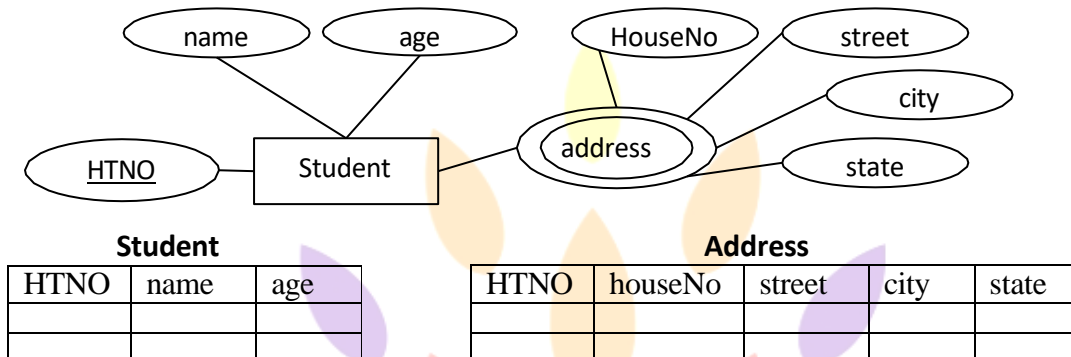 name age HouseNo street
city
HTNO Student address state
Student Address
HTNO name age HTNO houseNo street city state